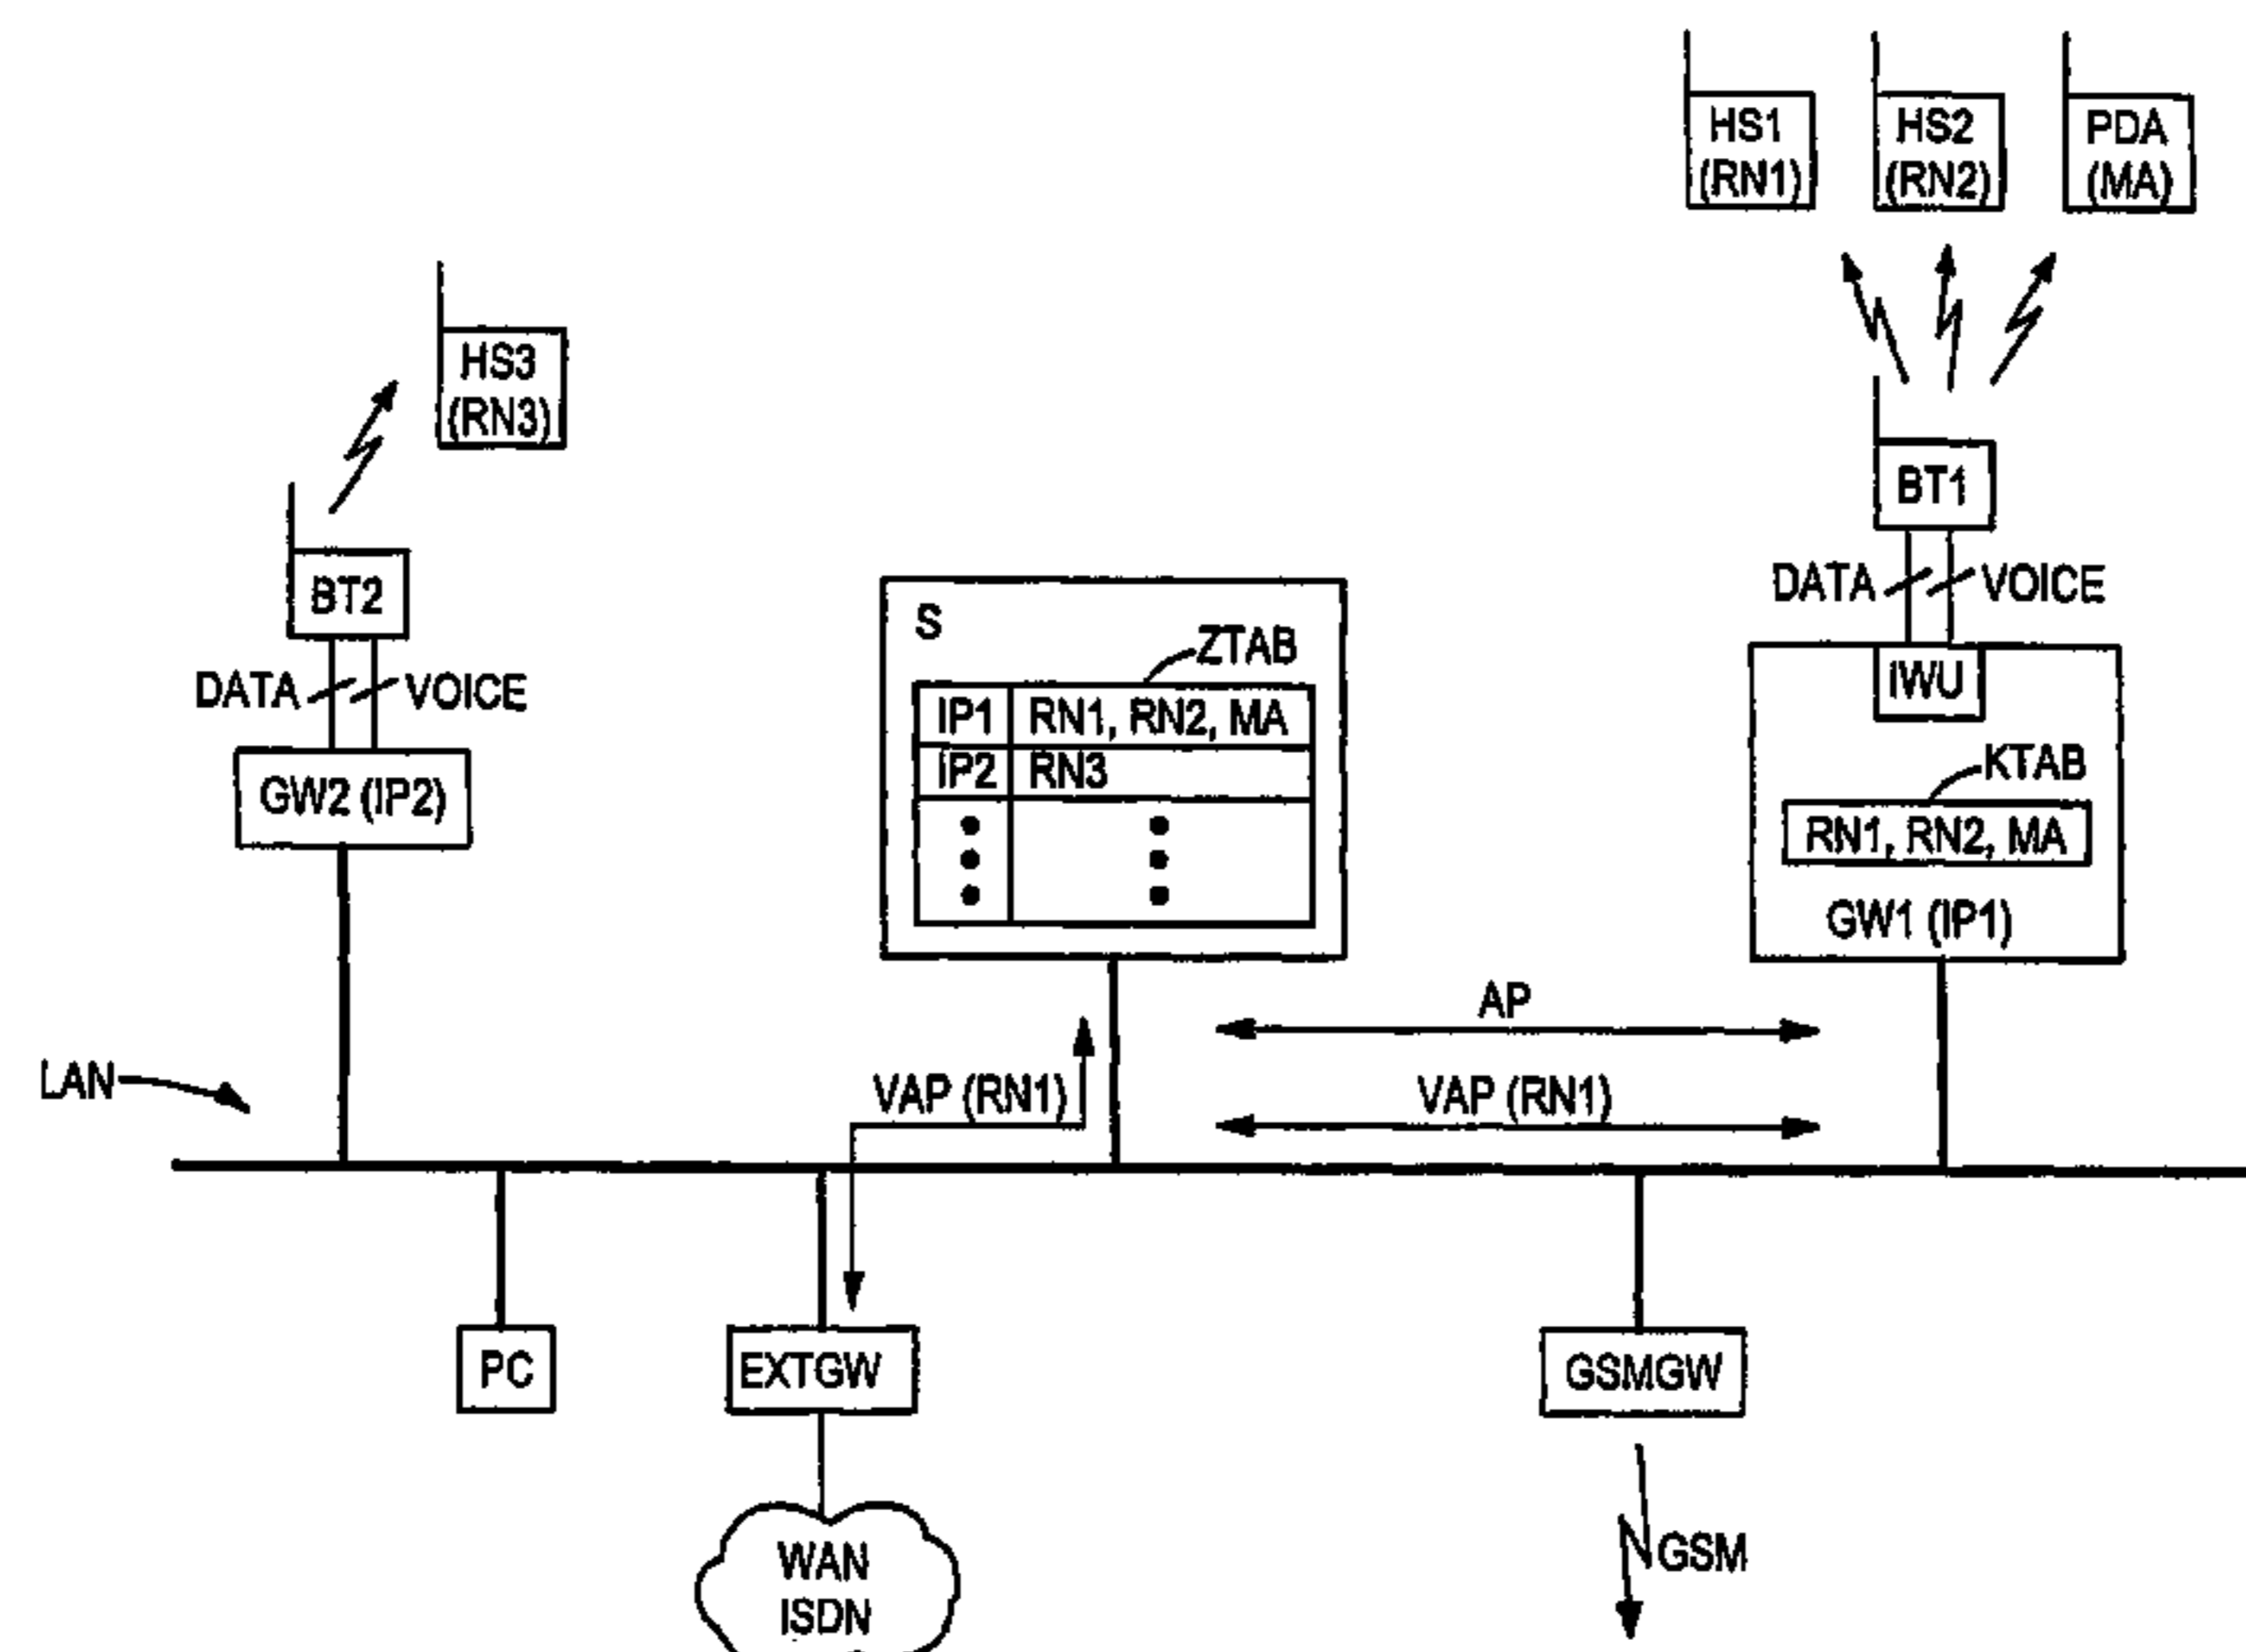 HS1
(RN1)
HS2
(RN2)
PDA
(MA)
HS3
(RN3)
BT1
DATA
VOICE
BT2
DATA
VOICE
GW2 (IP2)
S
ZTAB
IP1 RN1, RN2, MA
IP2 RN3
IWU
KTAB
RN1, RN2, MA
GW1 (IP1)
AP
LAN
VAP (RN1)
VAP (RN1)
PC
EXTGW
GSMGW
WAN
ISDN
GSM